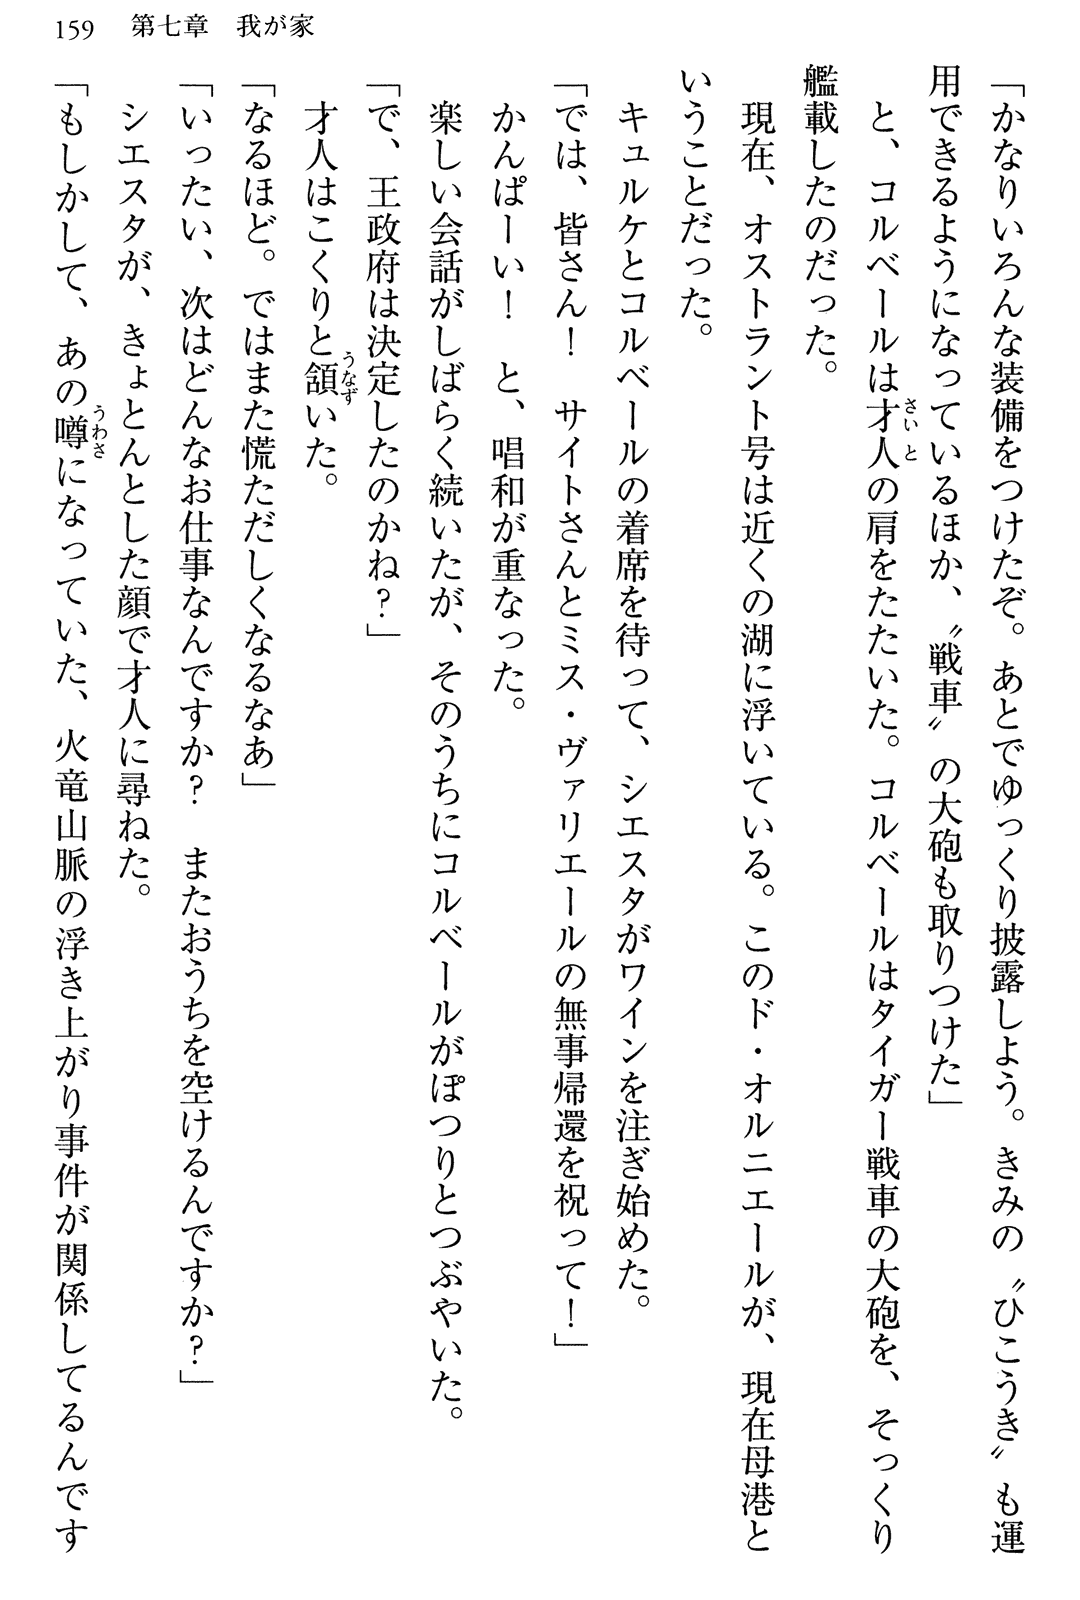 159　第七章　我が家
「かなりいろんな装備をつけたぞ。あとでゆっくり披露しよう。きみの〝ひこうき〟も運
用できるようになっているほか、〝戦車〟の大砲も取りつけた」
　と、コルベールは才人の肩をたたいた。コルベールはタイガー戦車の大砲を、そっくり
艦載したのだった。
　現在、オストラント号は近くの湖に浮いている。このド・オルニエールが、現在母港と
いうことだった。
　キュルケとコルベールの着席を待って、シエスタがワインを注ぎ始めた。
「では、皆さん！　サイトさんとミス・ヴァリエールの無事帰還を祝って！」
　かんぱーい！　と、唱和が重なった。
　楽しい会話がしばらく続いたが、そのうちにコルベールがぽつりとつぶやいた。
「で、王政府は決定したのかね？」
　才人はこくりと頷いた。
「なるほど。ではまた慌ただしくなるなあ」
「いったい、次はどんなお仕事なんですか？　またおうちを空けるんですか？」
　シエスタが、きょとんとした顔で才人に尋ねた。
「もしかして、あの噂になっていた、火竜山脈の浮き上がり事件が関係してるんです